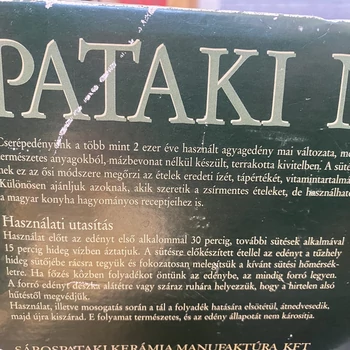 PATAKI
Cserépedényünk a több mint 2 ezer éve használt agyagedény mai változata,
természetes anyagokból, mázbevonat nélkül készült, terrakotta kivitelben. A
nek ez az ősi módszere megőrzi az ételek eredeti ízét, tápértékét, vitamintartalmá
Különösen ajánljuk azoknak, akik szeretik a zsírmentes ételeket, de használható
a magyar konyha hagyományos receptjeihez is.
Használati utasítás
Használat előtt az edényt első alkalommal 30 percig, további sütések alkalmával
15 percig hideg vízben áztatjuk. A sütésre előkészített étellel az edényt a tűzhely
hideg sütőjébe rácsra tegyük és fokozatosan melegítsük a kívánt sütési hőmérsék-
letre. Ha főzés közben folyadékot öntünk az edénybe, az mindig forró legyen.
A forró edényt deszka alátétre vagy száraz ruhára helyezzük, hogy a hirtelen alsó
hűtéstől megvédjük.
Használat, illetve mosogatás során a tál a folyadék hatására elsötétül, átnedvesedik,
majd újra kiszárad. E folyamat természetes, és az edény állapotát nem károsítja.
SÁROSPATAKI KERÁMIA MANUFAKTÚRA KFT